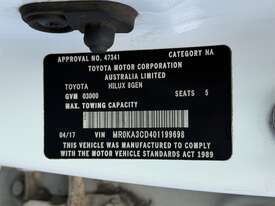 APPROVAL No. 47341 CATEGORY NA
TOYOTA MOTOR CORPORATION
AUSTRALIA LIMITED
TOYOTA HILUX 8GEN
GVM 03000 SEATS 5
MAX. TOWING CAPACITY
04/17 VIN MR0KA3CD401199698
THIS VEHICLE WAS MANUFACTURED TO COMPLY
WITH THE MOTOR VEHICLE STANDARDS ACT 1989